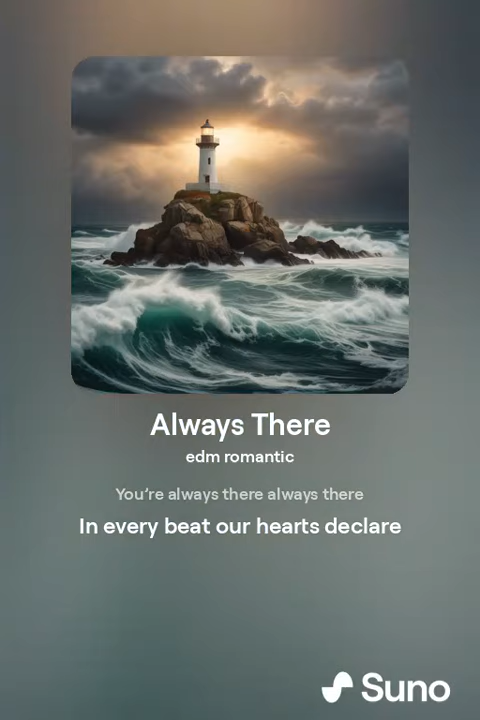 Always There
edm romantic
You’re always there always there
In every beat our hearts declare
Suno